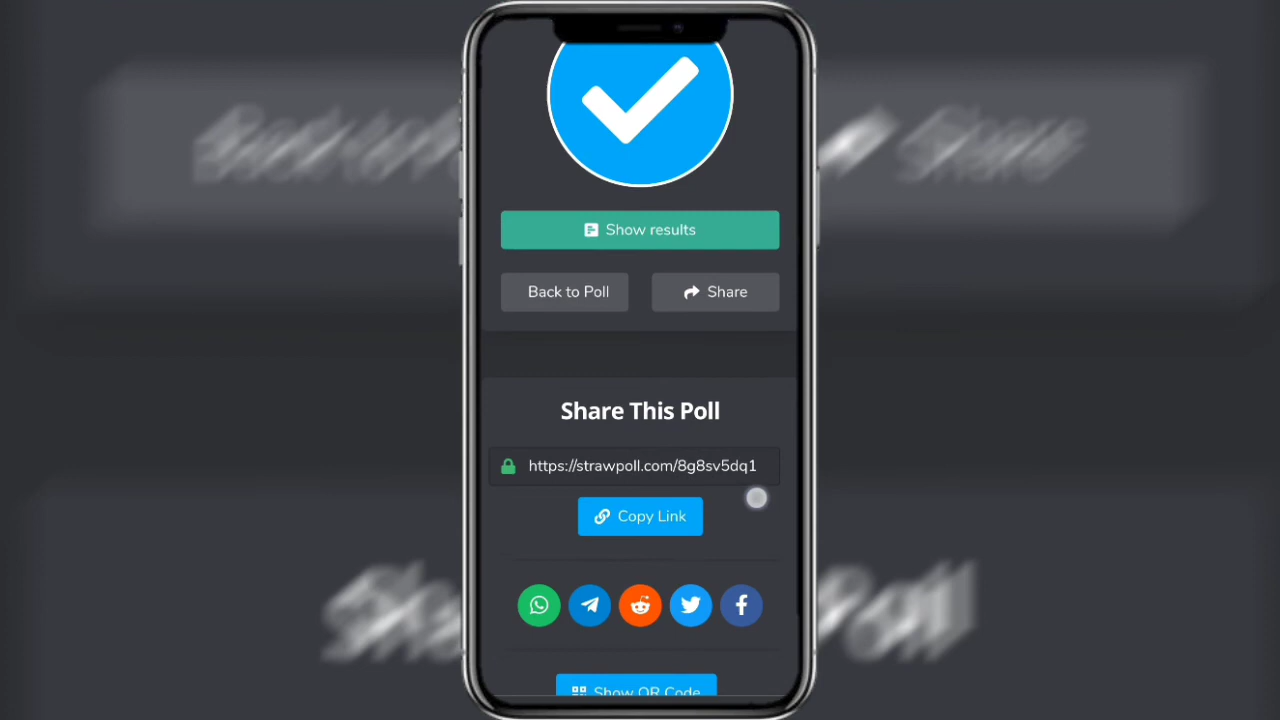 Show results
Back to Poll
Share
Share This Poll
https://strawpoll.com/8g8sv5dq1
Copy Link
Show QR Code